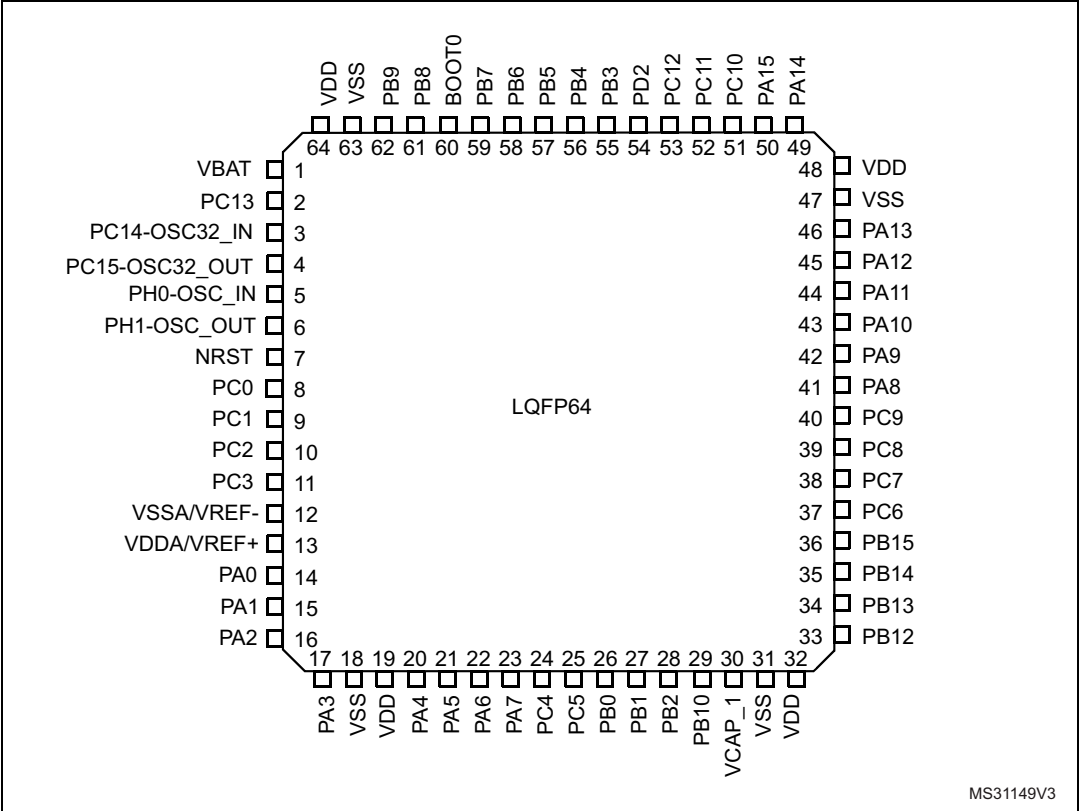 VDD
VSS
PB9
PB8
BOOT0
PB7
PB6
PB5
PB4
PB3
PD2
PC12
PC11
PC10
PA15
PA14
64 63 62 61 60 59 58 57 56 55 54 53 52 51 50 49
VBAT 1
PC13 2
PC14-OSC32_IN 3
PC15-OSC32_OUT 4
PH0-OSC_IN 5
PH1-OSC_OUT 6
NRST 7
PC0 8
PC1 9
PC2 10
PC3 11
VSSA/VREF- 12
VDDA/VREF+ 13
PA0 14
PA1 15
PA2 16
LQFP64
48 VDD
47 VSS
46 PA13
45 PA12
44 PA11
43 PA10
42 PA9
41 PA8
40 PC9
39 PC8
38 PC7
37 PC6
36 PB15
35 PB14
34 PB13
33 PB12
17 18 19 20 21 22 23 24 25 26 27 28 29 30 31 32
PA3
VSS
VDD
PA4
PA5
PA6
PA7
PC4
PC5
PB0
PB1
PB2
PB10
VCAP_1
VSS
VDD
MS31149V3